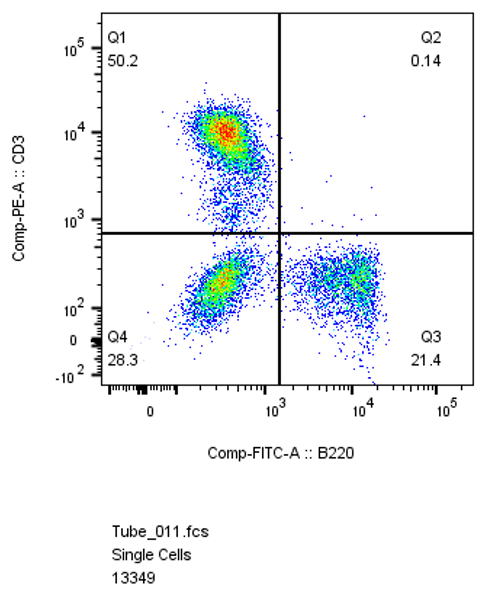 Q1
50.2
Q2
0.14
10^5
10^4
10^3
10^2
0
-10^2
Comp-PE-A :: CD3
Q4
28.3
Q3
21.4
0
10^3
10^4
10^5
Comp-FITC-A :: B220
Tube_011.fcs
Single Cells
13349